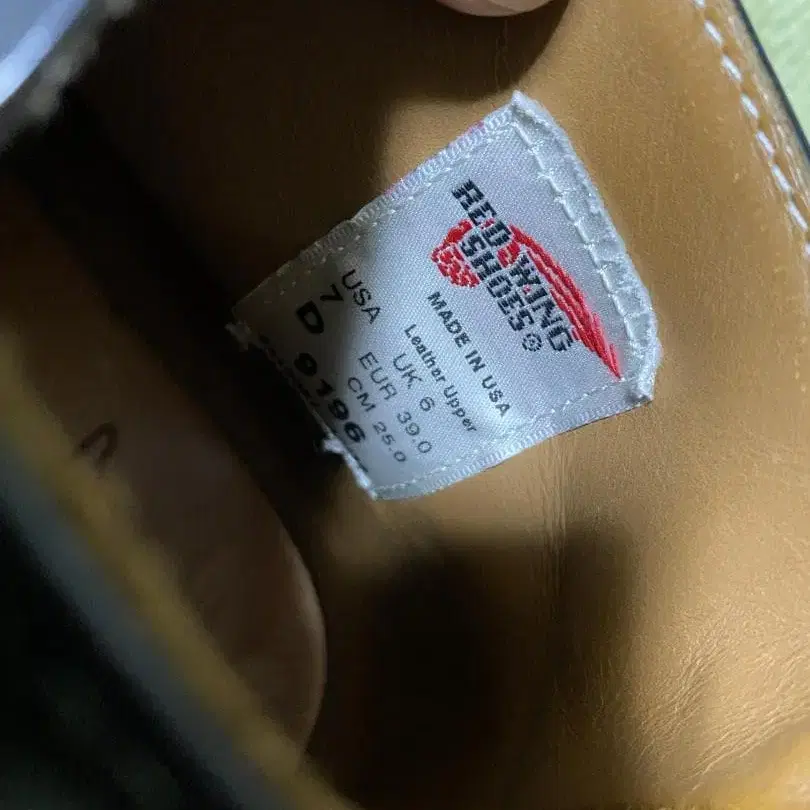 RED WING
SHOES®
MADE IN USA
Leather Upper
USA UK 6 EUR 39.0
7 CM 25.0
D 9196